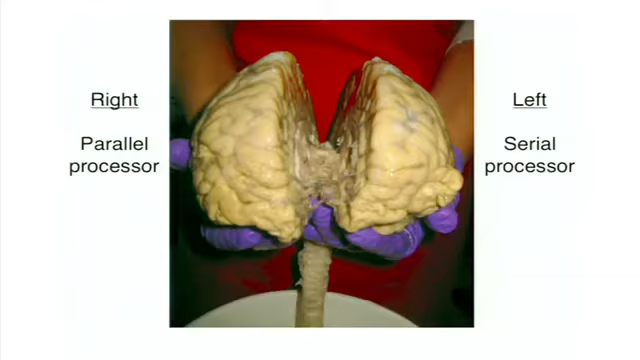 Right
Parallel
processor
Left
Serial
processor